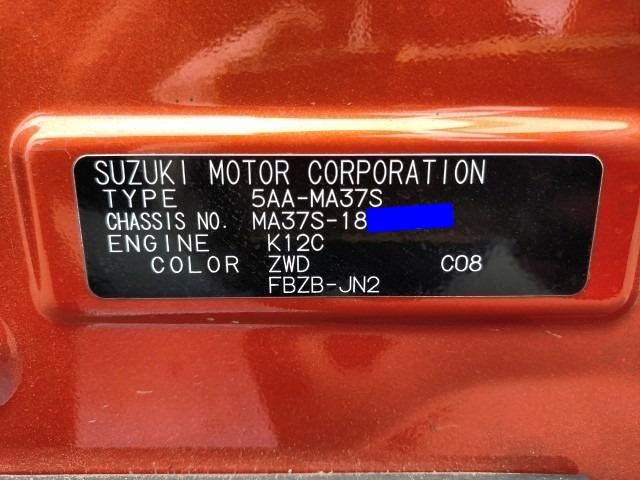 SUZUKI MOTOR CORPORATION
TYPE 5AA-MA37S
CHASSIS NO. MA37S-18
ENGINE K12C
COLOR ZWD C08
FBZB-JN2